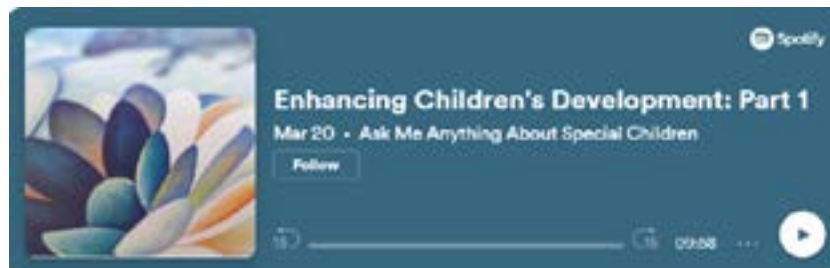 Spotify
Enhancing Children's Development: Part 1
Mar 20 • Ask Me Anything About Special Children
Follow
15
15
09:58